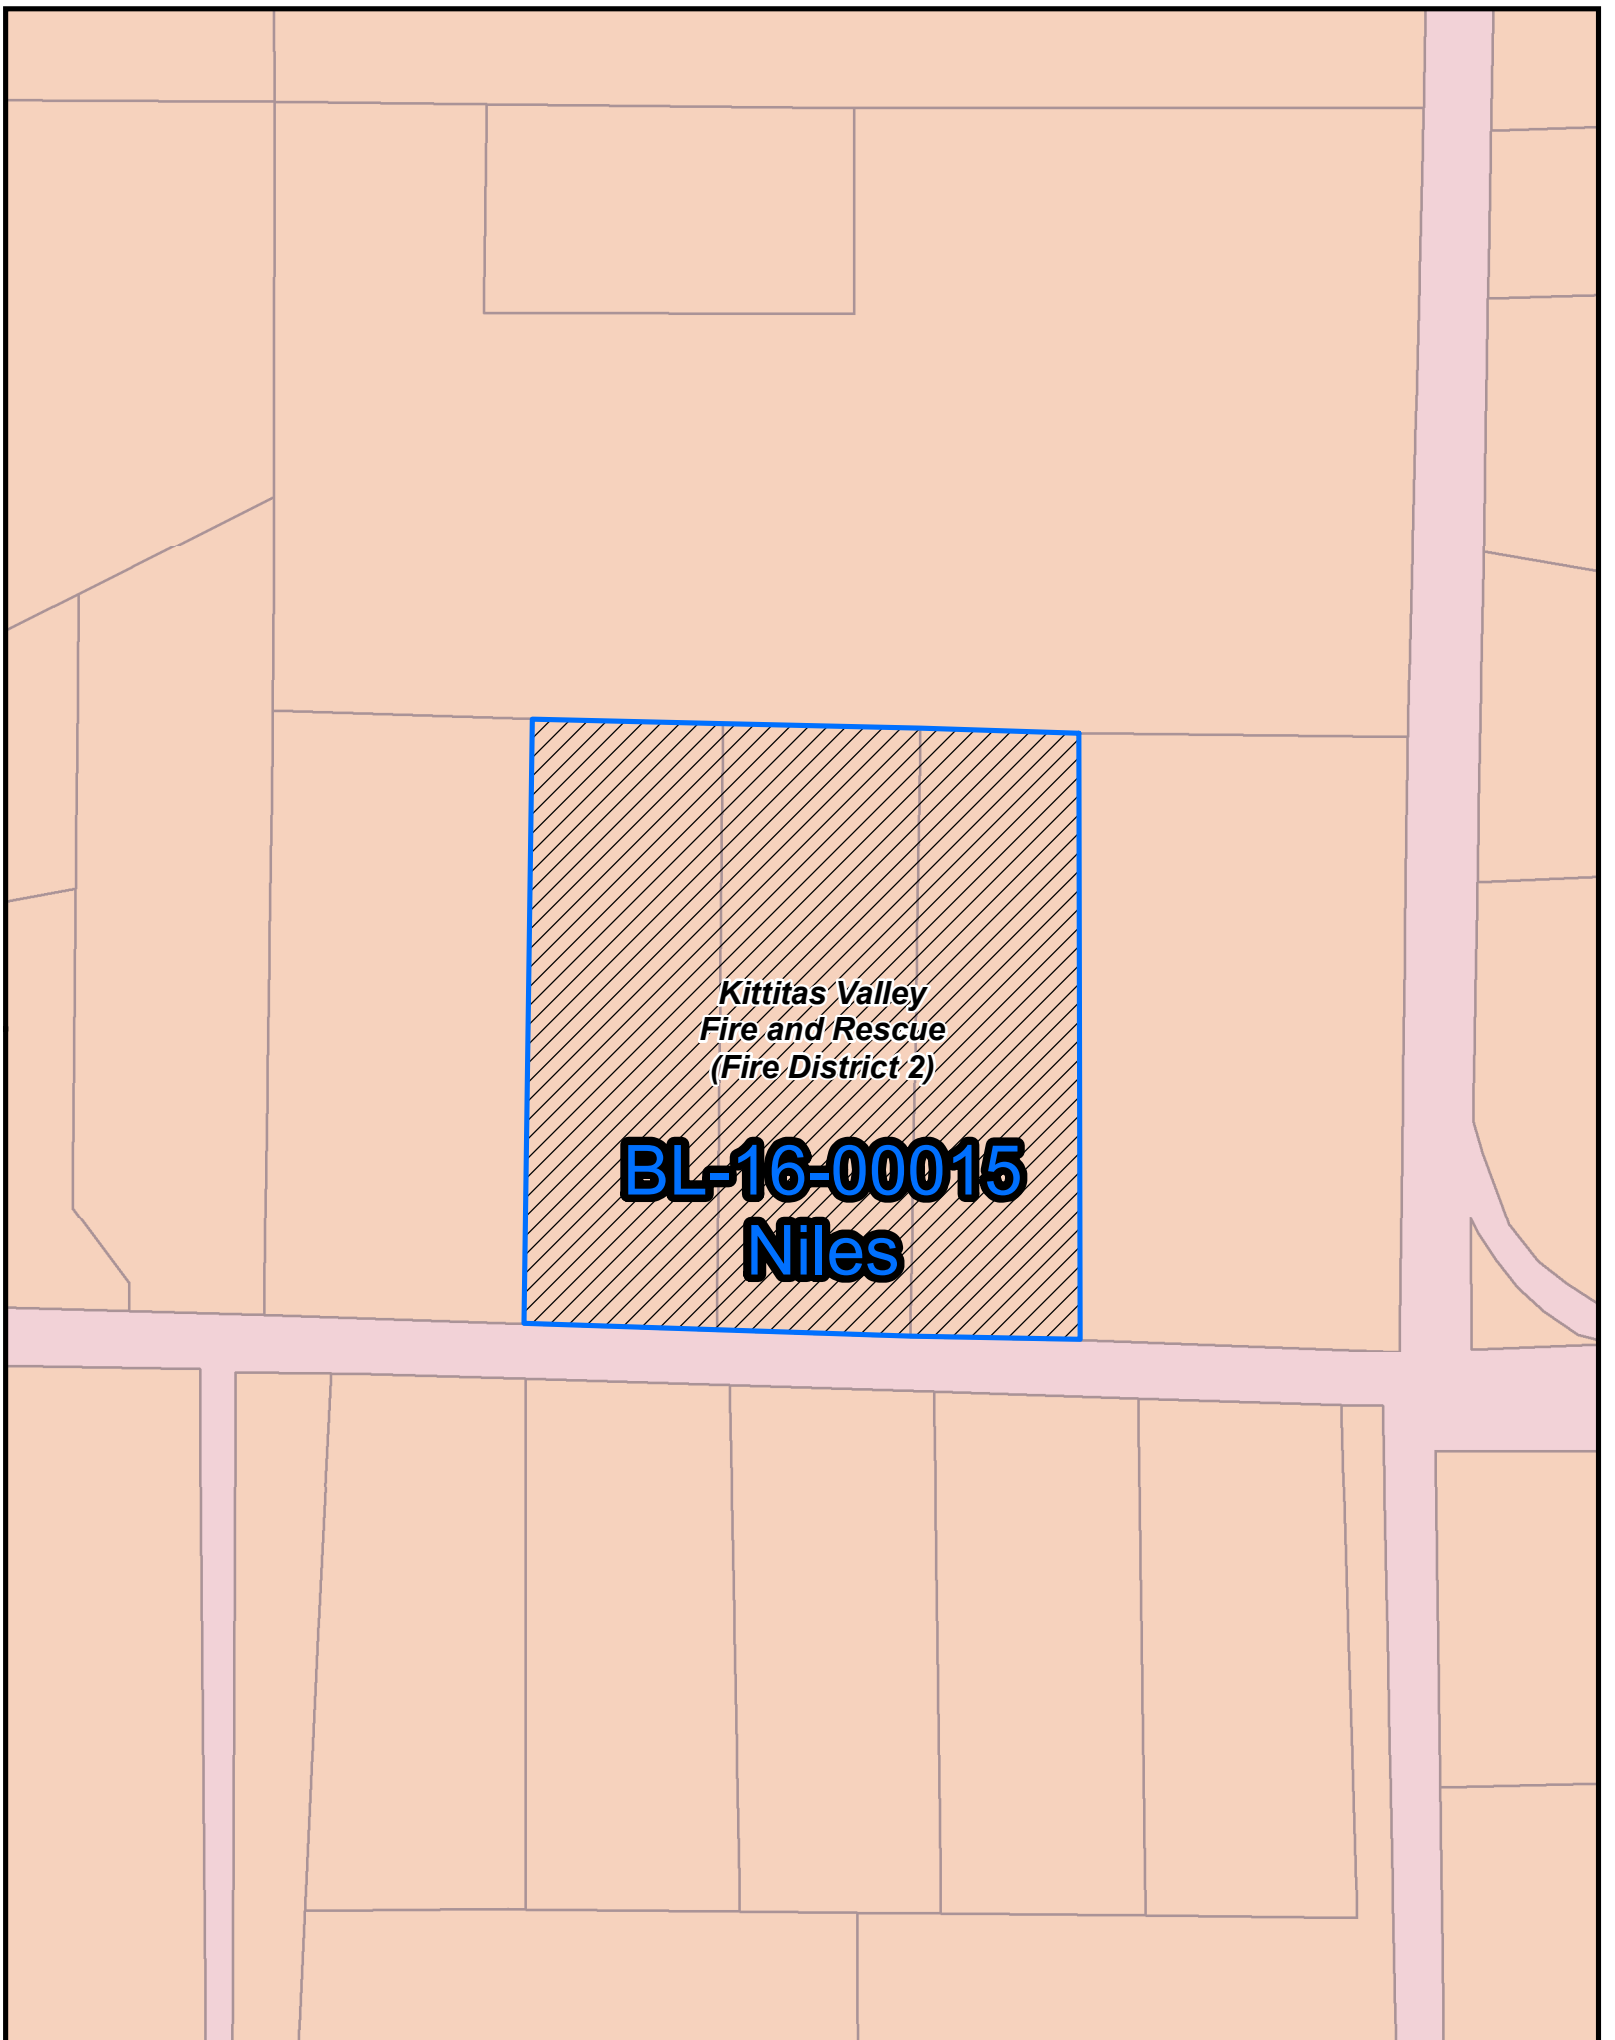 Kittitas Valley
Fire and Rescue
(Fire District 2)
BL-16-00015
Niles